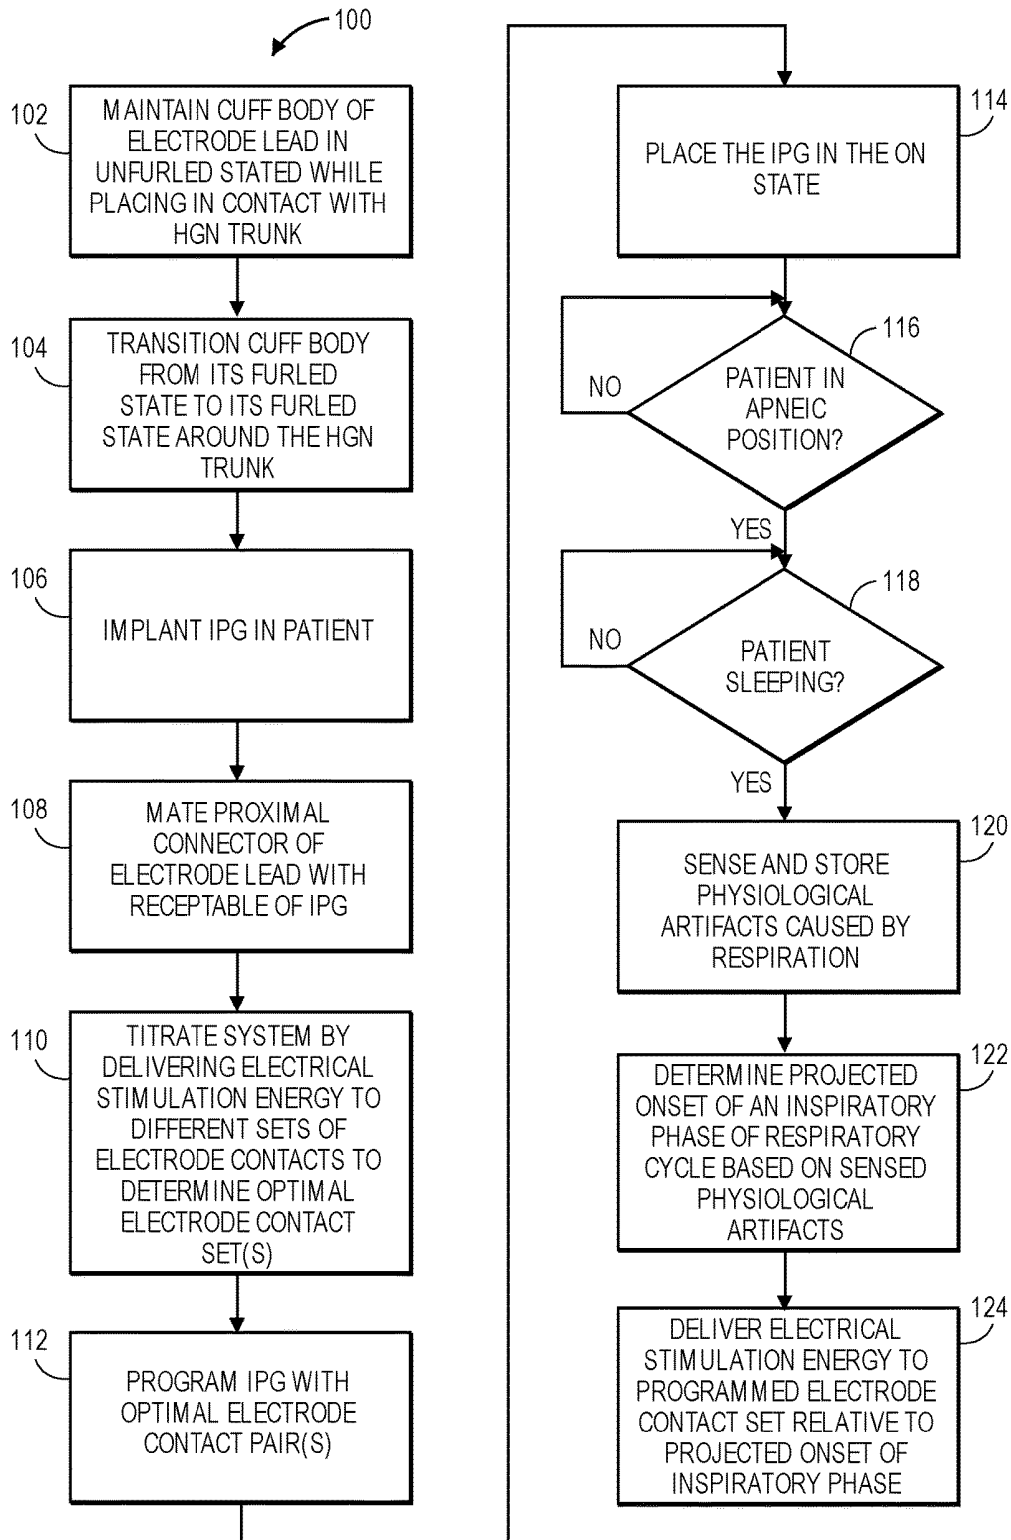 100
102
MAINTAIN CUFF BODY OF
ELECTRODE LEAD IN
UNFURLED STATED WHILE
PLACING IN CONTACT WITH
HGN TRUNK
104
TRANSITION CUFF BODY
FROM ITS FURLED
STATE TO ITS FURLED
STATE AROUND THE HGN
TRUNK
106
IMPLANT IPG IN PATIENT
108
MATE PROXIMAL
CONNECTOR OF
ELECTRODE LEAD WITH
RECEPTABLE OF IPG
110
TITRATE SYSTEM BY
DELIVERING ELECTRICAL
STIMULATION ENERGY TO
DIFFERENT SETS OF
ELECTRODE CONTACTS TO
DETERMINE OPTIMAL
ELECTRODE CONTACT
SET(S)
112
PROGRAM IPG WITH
OPTIMAL ELECTRODE
CONTACT PAIR(S)
114
PLACE THE IPG IN THE ON
STATE
116
PATIENT IN
APNEIC
POSITION?
NO
YES
118
PATIENT
SLEEPING?
NO
YES
120
SENSE AND STORE
PHYSIOLOGICAL
ARTIFACTS CAUSED BY
RESPIRATION
122
DETERMINE PROJECTED
ONSET OF AN INSPIRATORY
PHASE OF RESPIRATORY
CYCLE BASED ON SENSED
PHYSIOLOGICAL
ARTIFACTS
124
DELIVER ELECTRICAL
STIMULATION ENERGY TO
PROGRAMMED ELECTRODE
CONTACT SET RELATIVE TO
PROJECTED ONSET OF
INSPIRATORY PHASE